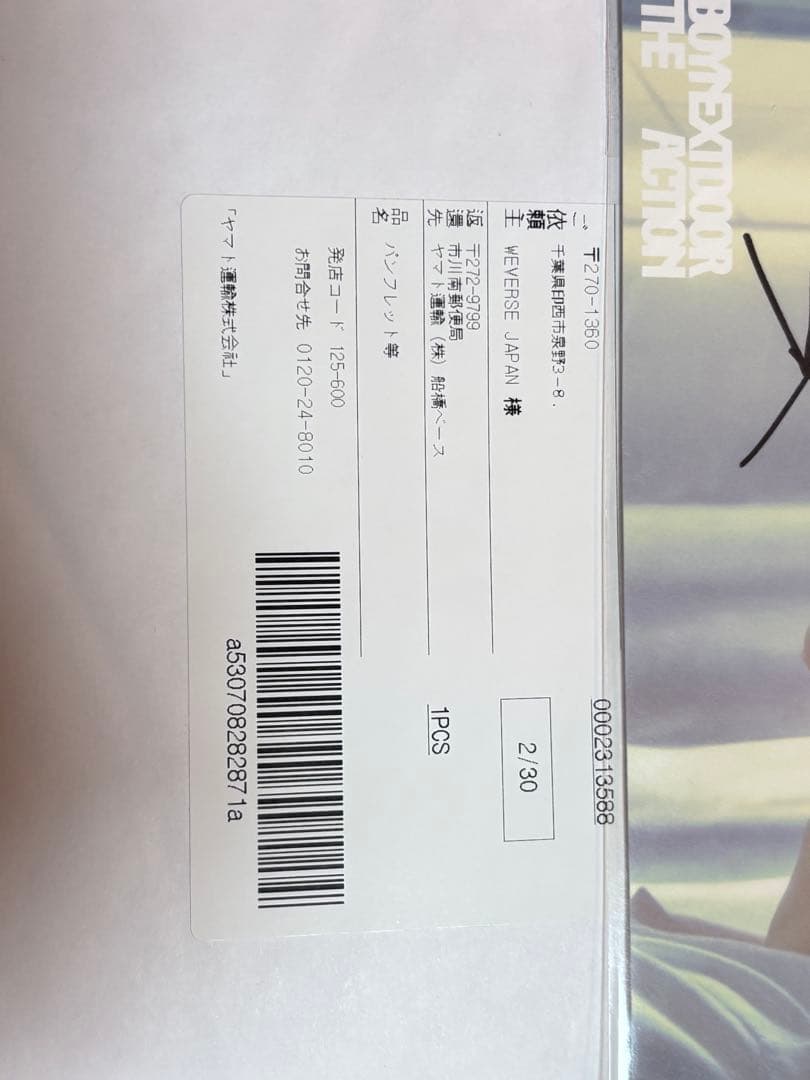 BOYNEXTDOOR
THE ACTION
0002313588
ご依頼主
〒270-1360
千葉県印西市泉野3-8.
WEVERSE JAPAN 様
2/30
返還先
〒272-9799
市川南郵便局
ヤマト運輸（株）船橋ベース
1PCS
品名
パンフレット等
発店コード 125-600
お問合せ先 0120-24-8010
a530708282871a
「ヤマト運輸株式会社」